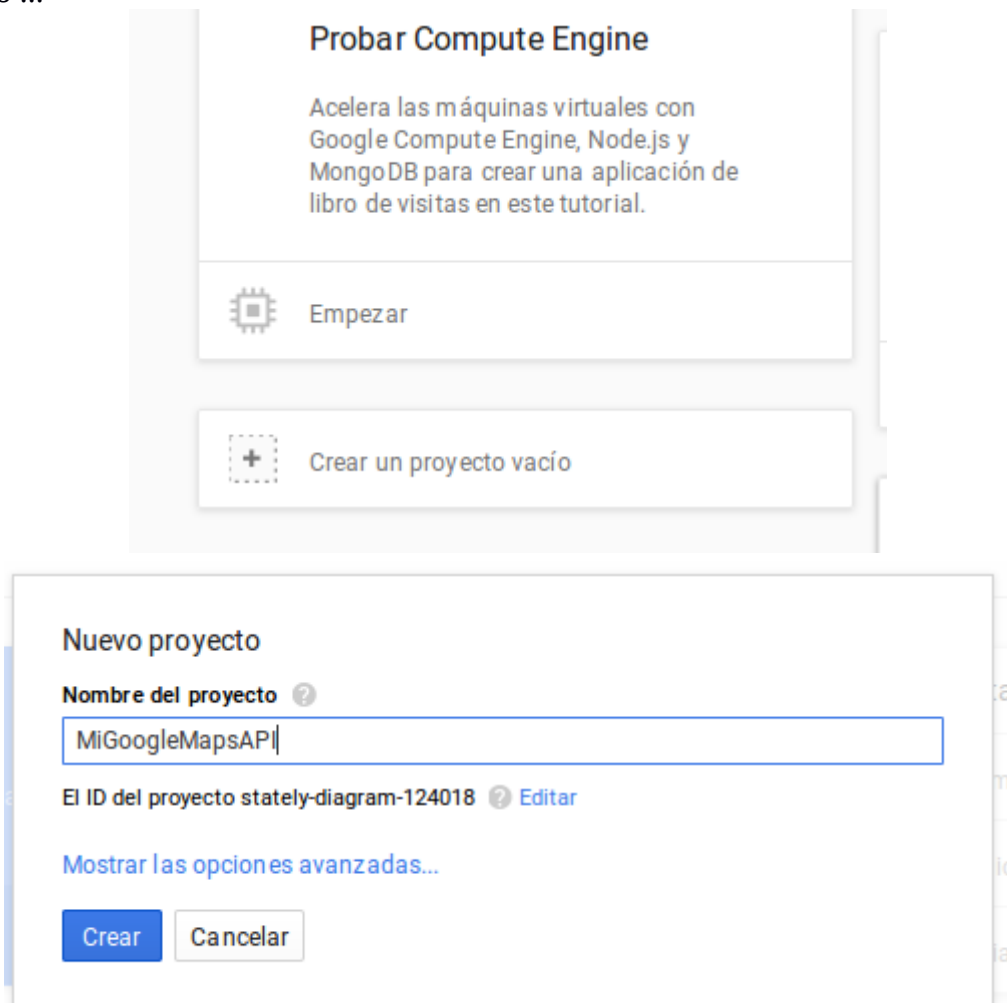 Probar Compute Engine
Acelera las máquinas virtuales con
Google Compute Engine, Node.js y
MongoDB para crear una aplicación de
libro de visitas en este tutorial.
Empezar
Crear un proyecto vacío
Nuevo proyecto
Nombre del proyecto
MiGoogleMapsAPI
El ID del proyecto stately-diagram-124018 Editar
Mostrar las opciones avanzadas...
Crear Cancelar